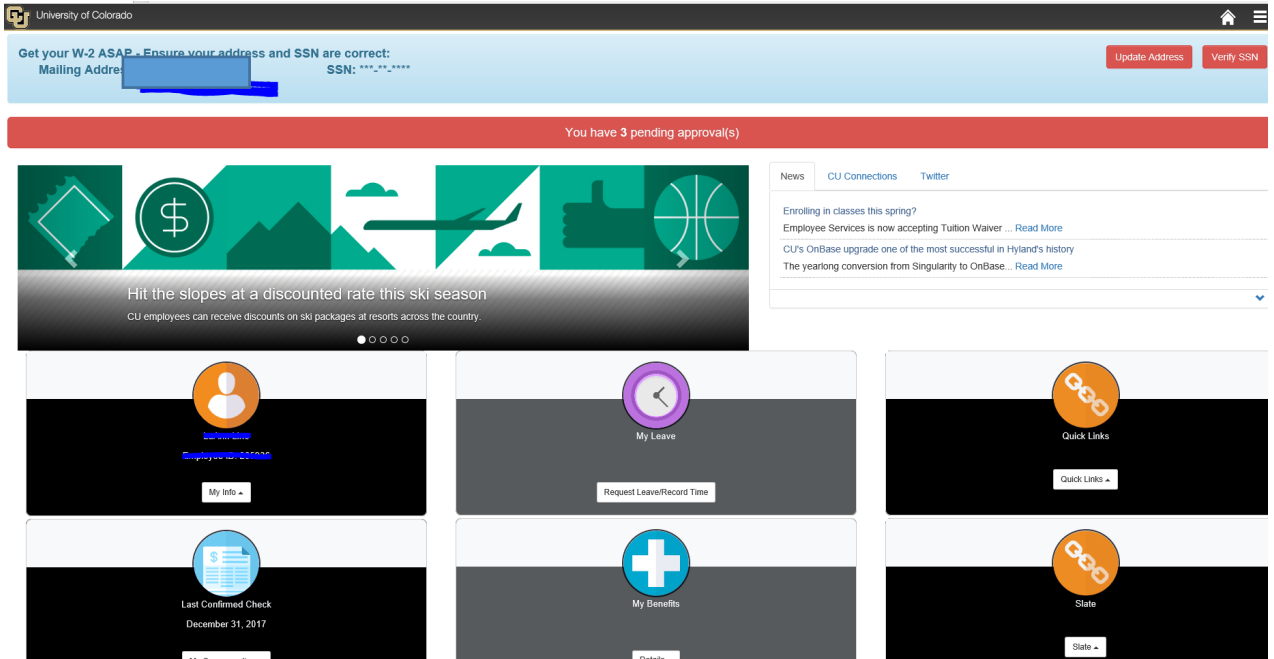 University of Colorado
Get your W-2 ASAP - Ensure your address and SSN are correct:
Mailing SSN: ***-**-****
Update Address
Verify SSN
You have 3 pending approval(s)
News
CU Connections
Twitter
Enrolling in classes this spring?
Employee Services is now accepting Tuition Waiver ... Read More
CU's OnBase upgrade one of the most successful in Hyland's history
The yearlong conversion from Singularity to OnBase... Read More
$
Hit the slopes at a discounted rate this ski season
CU employees can receive discounts on ski packages at resorts across the country.
My Info
My Leave
Request Leave/Record Time
Quick Links
Quick Links
$
Last Confirmed Check
December 31, 2017
My Benefits
Slate
Slate